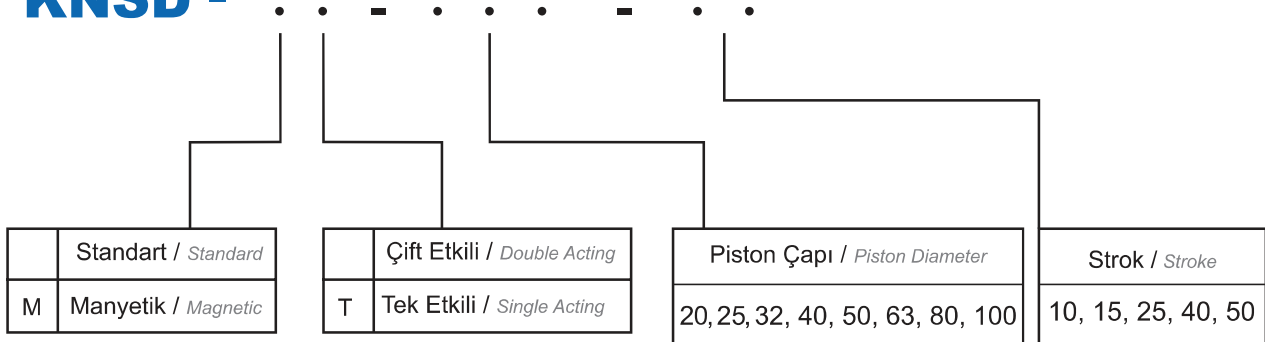 KNSD - . . - . . . - . .
Standart / Standard
M Manyetik / Magnetic
Çift Etkili / Double Acting
T Tek Etkili / Single Acting
Piston Çapı / Piston Diameter
20, 25, 32, 40, 50, 63, 80, 100
Strok / Stroke
10, 15, 25, 40, 50